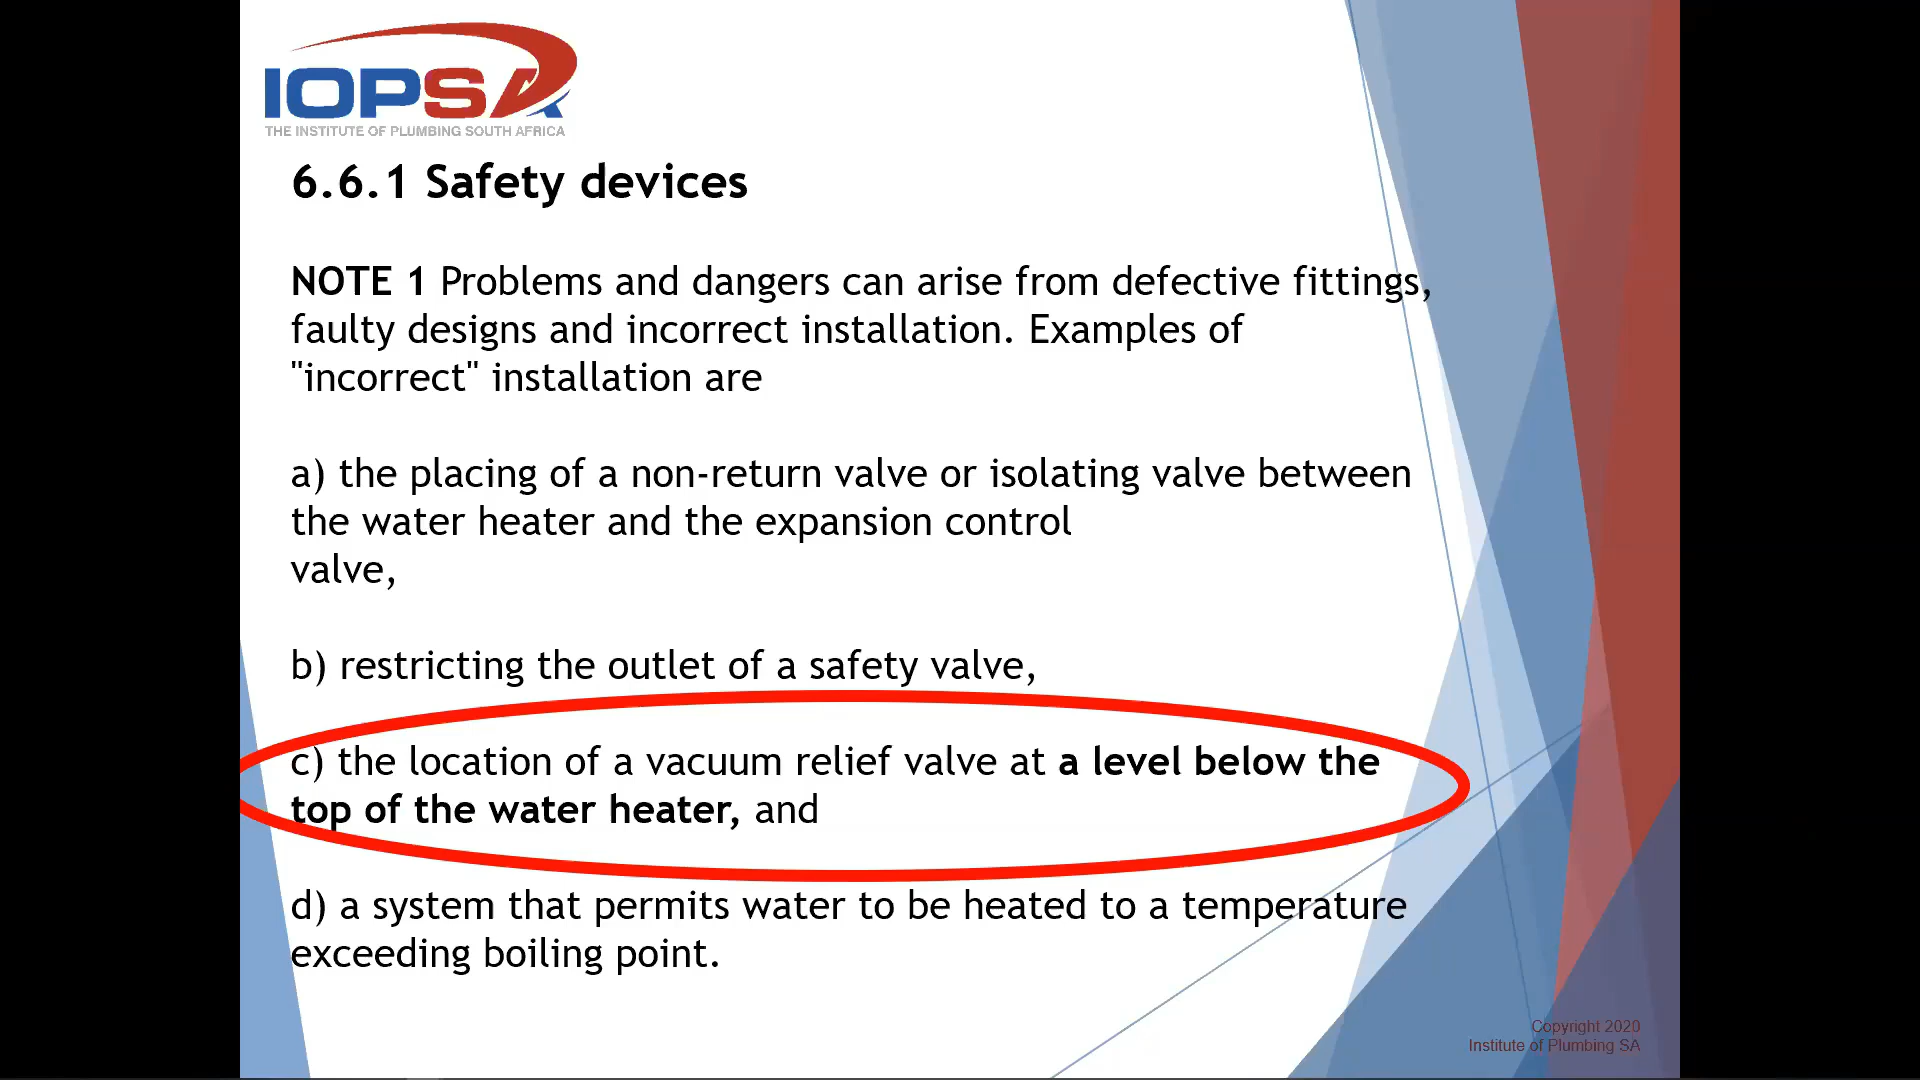 IOPSA
THE INSTITUTE OF PLUMBING SOUTH AFRICA
6.6.1 Safety devices
NOTE 1 Problems and dangers can arise from defective fittings,
faulty designs and incorrect installation. Examples of
"incorrect" installation are
a) the placing of a non-return valve or isolating valve between
the water heater and the expansion control
valve,
b) restricting the outlet of a safety valve,
c) the location of a vacuum relief valve at a level below the
top of the water heater, and
d) a system that permits water to be heated to a temperature
exceeding boiling point.
Copyright 2020
Institute of Plumbing SA